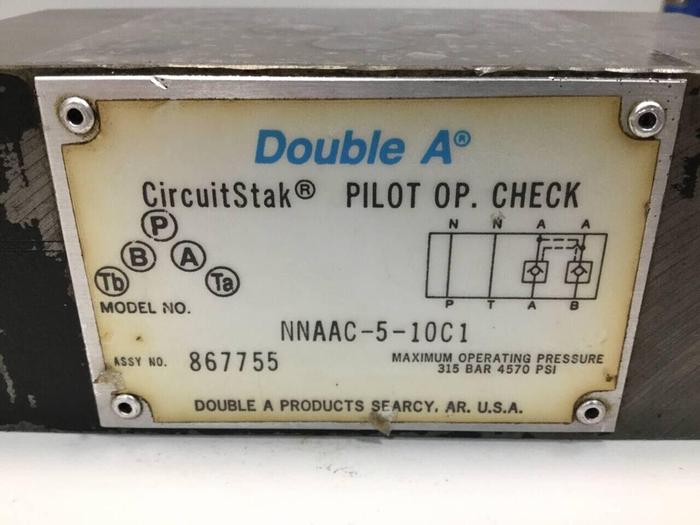 Double A®
CircuitStak® PILOT OP. CHECK
P
B A
Tb Ta
N N A A
P T A B
MODEL NO.
NNAAC-5-10C1
ASSY NO. 867755
MAXIMUM OPERATING PRESSURE
315 BAR 4570 PSI
DOUBLE A PRODUCTS SEARCY, AR. U.S.A.